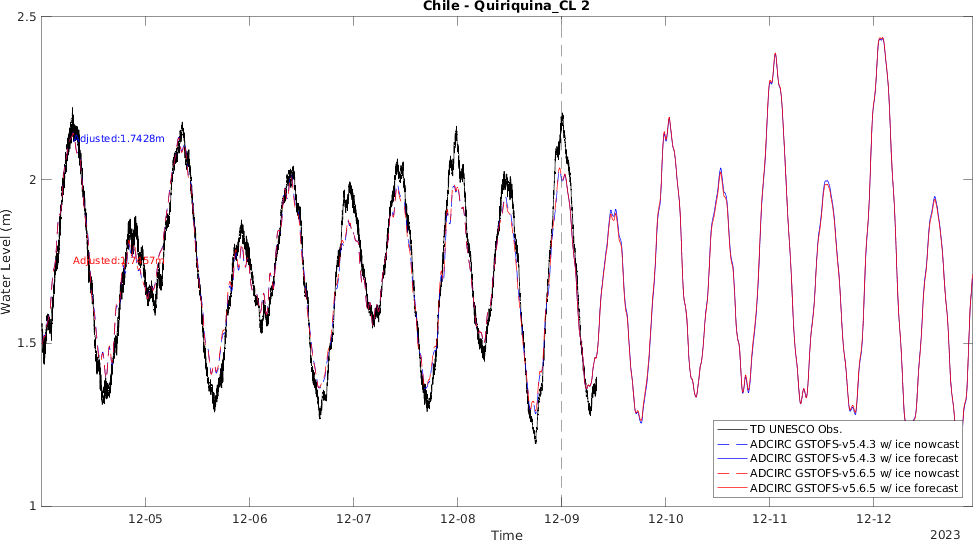 Chile - Quiriquina_CL 2
2.5
2
1.5
1
Water Level (m)
Adjusted:1.7428m
12-05
12-06
12-07
12-08
12-09
12-10
12-11
12-12
Time
2023
TD UNESCO Obs.
ADCIRC GSTOFS-v5.4.3 w/ ice nowcast
ADCIRC GSTOFS-v5.4.3 w/ ice forecast
ADCIRC GSTOFS-v5.6.5 w/ ice nowcast
ADCIRC GSTOFS-v5.6.5 w/ ice forecast